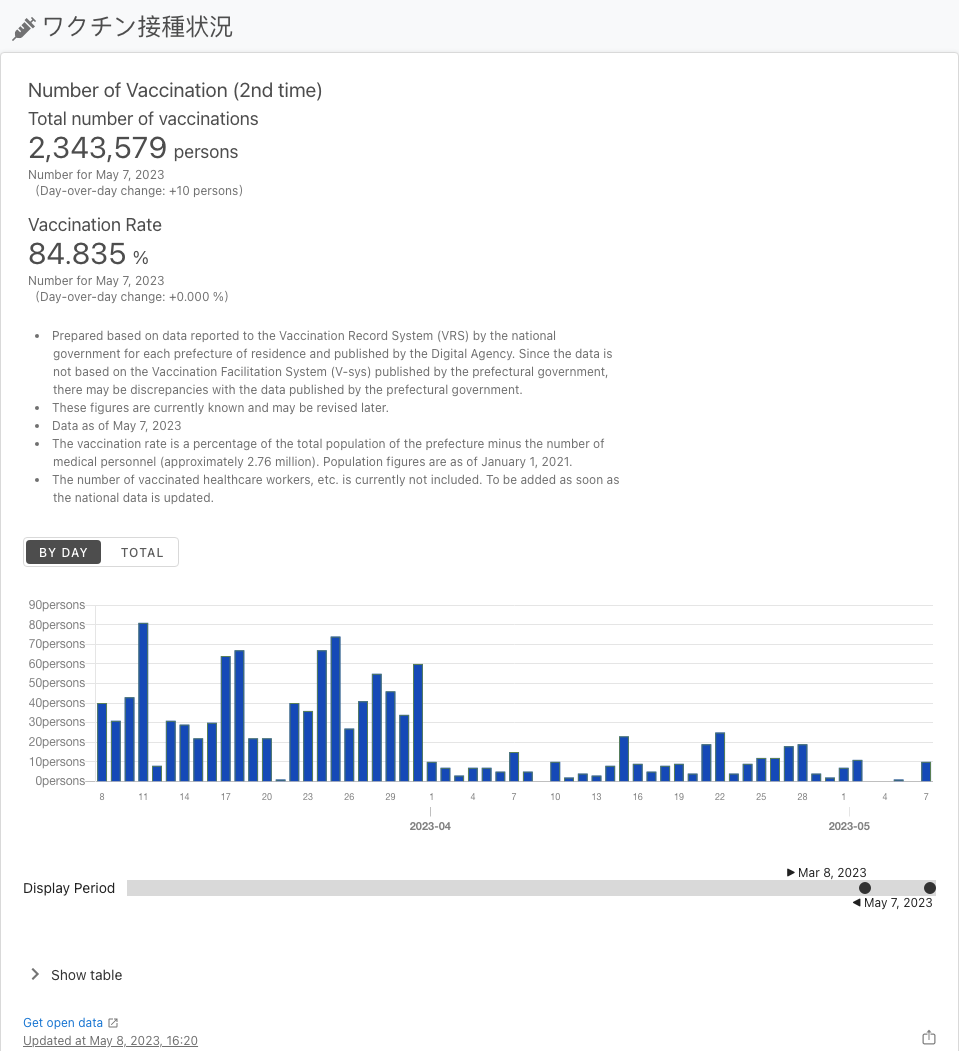 ワクチン接種状況
Number of Vaccination (2nd time)
Total number of vaccinations
2,343,579 persons
Number for May 7, 2023
(Day-over-day change: +10 persons)
Vaccination Rate
84.835 %
Number for May 7, 2023
(Day-over-day change: +0.000 %)
• Prepared based on data reported to the Vaccination Record System (VRS) by the national
government for each prefecture of residence and published by the Digital Agency. Since the data is
not based on the Vaccination Facilitation System (V-sys) published by the prefectural government,
there may be discrepancies with the data published by the prefectural government.
• These figures are currently known and may be revised later.
• Data as of May 7, 2023
• The vaccination rate is a percentage of the total population of the prefecture minus the number of
medical personnel (approximately 2.76 million). Population figures are as of January 1, 2021.
• The number of vaccinated healthcare workers, etc. is currently not included. To be added as soon as
the national data is updated.
BY DAY TOTAL
90persons
80persons
70persons
60persons
50persons
40persons
30persons
20persons
10persons
0persons
8 11 14 17 20 23 26 29 1 4 7 10 13 16 19 22 25 28 1 4 7
2023-04 2023-05
Mar 8, 2023
Display Period
May 7, 2023
Show table
Get open data
Updated at May 8, 2023, 16:20